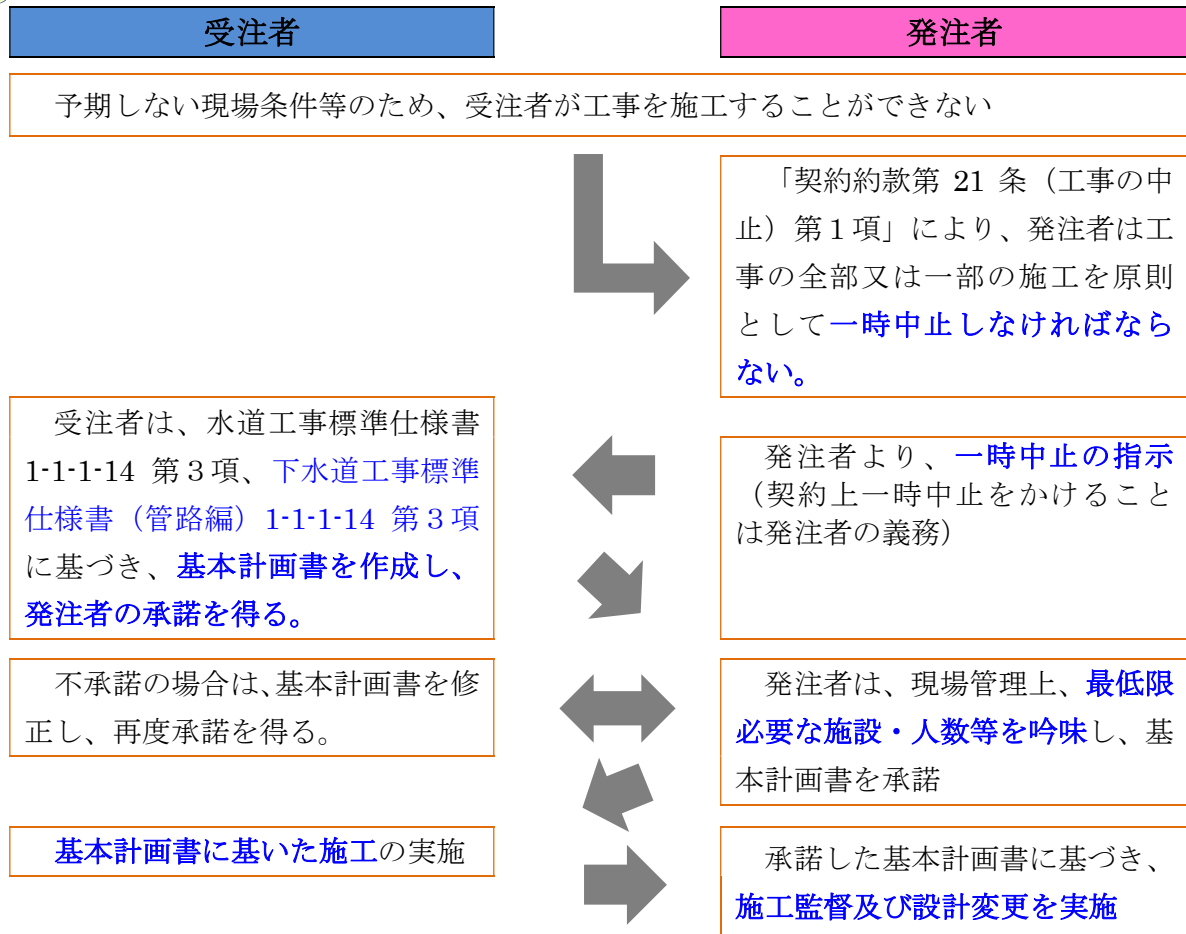 受注者
発注者
予期しない現場条件等のため、受注者が工事を施工することができない
「契約約款第 21 条（工事の中
止）第１項」により、発注者は工
事の全部又は一部の施工を原則
として一時中止しなければなら
ない。
受注者は、水道工事標準仕様書
1-1-1-14 第３項、下水道工事標準
仕様書（管路編）1-1-1-14 第３項
に基づき、基本計画書を作成し、
発注者の承諾を得る。
発注者より、一時中止の指示
（契約上一時中止をかけること
は発注者の義務）
不承諾の場合は、基本計画書を修
正し、再度承諾を得る。
発注者は、現場管理上、最低限
必要な施設・人数等を吟味し、基
本計画書を承諾
基本計画書に基いた施工の実施
承諾した基本計画書に基づき、
施工監督及び設計変更を実施